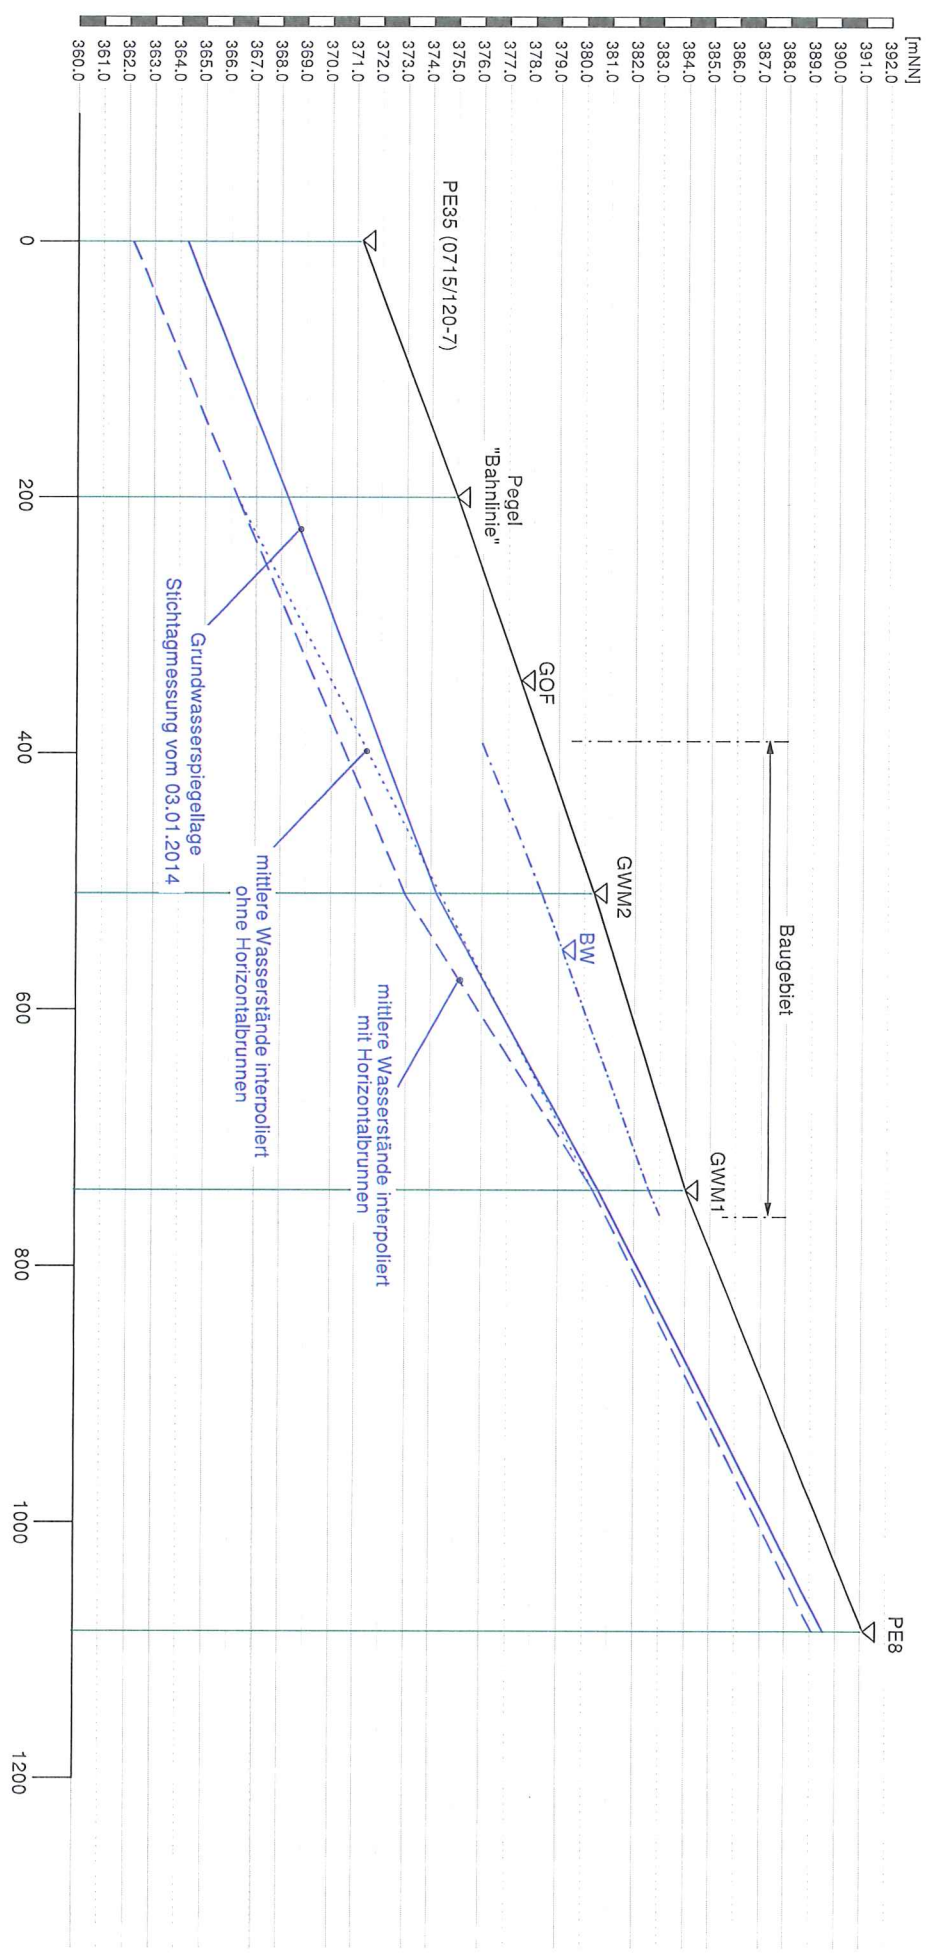 [mNN]
392.0
391.0
390.0
389.0
388.0
387.0
386.0
385.0
384.0
383.0
382.0
381.0
380.0
379.0
378.0
377.0
376.0
375.0
374.0
373.0
372.0
371.0
370.0
369.0
368.0
367.0
366.0
365.0
364.0
363.0
362.0
361.0
360.0
PE35 (0715/120-7)
Pegel
"Bahnlinie"
GOF
GWM2
BW
Baugebiet
GWM1
PE8
Grundwasserspiegellage
Stichtagmessung vom 03.01.2014
mittlere Wasserstände interpoliert
ohne Horizontalbrunnen
mittlere Wasserstände interpoliert
mit Horizontalbrunnen
0
200
400
600
800
1000
1200